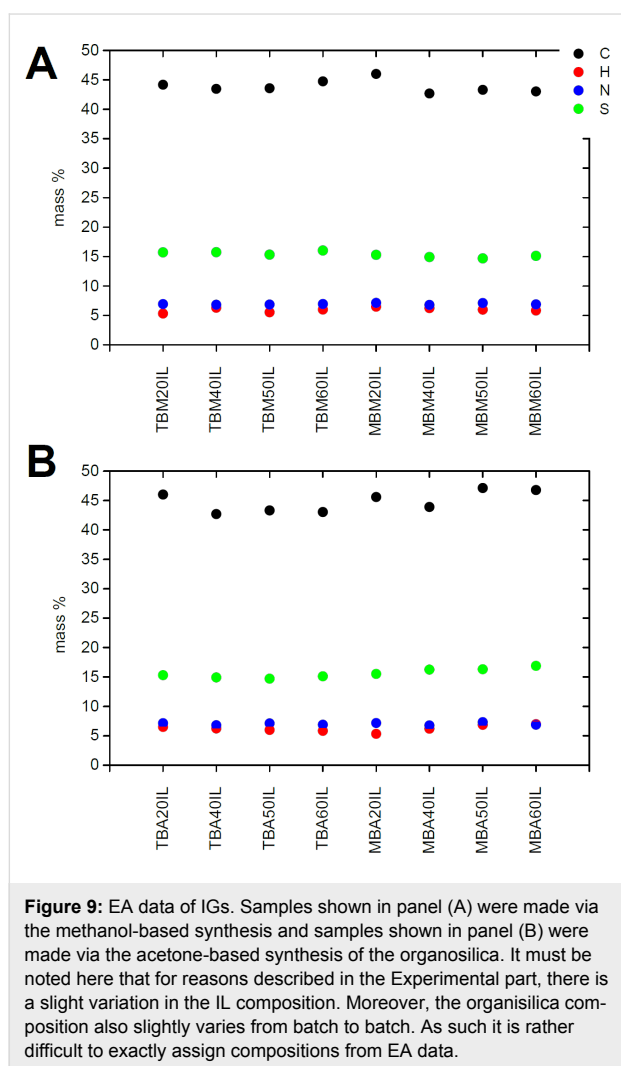 A
50
45
40
35
30
25
20
15
10
5
0
mass %
C
H
N
S
TBM20IL
TBM40IL
TBM50IL
TBM60IL
MBM20IL
MBM40IL
MBM50IL
MBM60IL
B
50
45
40
35
30
25
20
15
10
5
0
mass %
TBA20IL
TBA40IL
TBA50IL
TBA60IL
MBA20IL
MBA40IL
MBA50IL
MBA60IL
Figure 9: EA data of IGs. Samples shown in panel (A) were made via
the methanol-based synthesis and samples shown in panel (B) were
made via the acetone-based synthesis of the organosilica. It must be
noted here that for reasons described in the Experimental part, there is
a slight variation in the IL composition. Moreover, the organisilica com-
position also slightly varies from batch to batch. As such it is rather
difficult to exactly assign compositions from EA data.